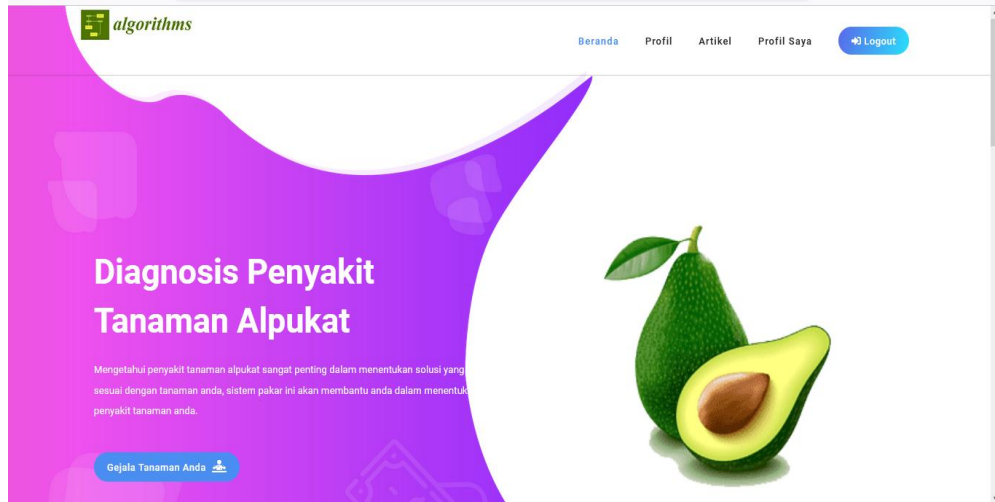 algorithms
Beranda Profil Artikel Profil Saya Logout
Diagnosis Penyakit
Tanaman Alpukat
Mengetahui penyakit tanaman alpukat sangat penting dalam menentukan solusi yang
sesuai dengan tanaman anda, sistem pakar ini akan membantu anda dalam menentuk
penyakit tanaman anda.
Gejala Tanaman Anda